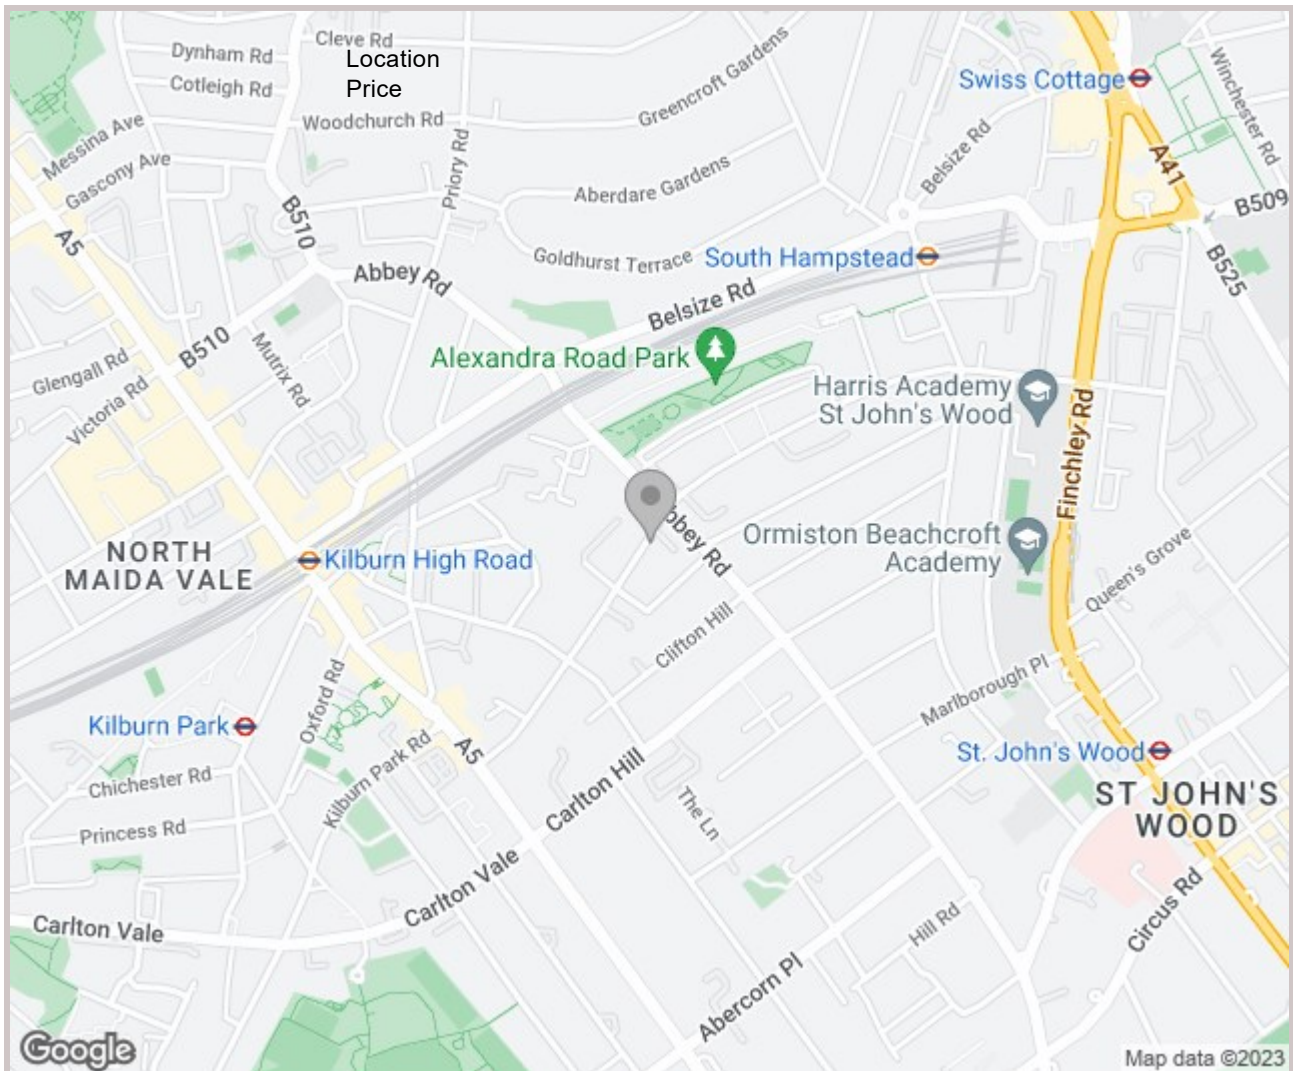 Cleve Rd
Dynham Rd
Location
Price
Cotleigh Rd
Woodchurch Rd
Greencroft Gardens
Swiss Cottage
Winchester Rd
Messina Ave
Gascony Ave
Priory Rd
Belsize Rd
A41
Aberdare Gardens
B509
A5
B510
Goldhurst Terrace
South Hampstead
B525
Abbey Rd
Belsize Rd
B510
Mutrix Rd
Alexandra Road Park
Glengall Rd
Victoria Rd
Harris Academy
St John's Wood
Finchley Rd
Abbey Rd
NORTH
MAIDA VALE
Kilburn High Road
Ormiston Beachcroft
Academy
Queen's Grove
Clifton Hill
Marlborough Pl
Kilburn Park
Oxford Rd
Kilburn Park Rd
A5
St. John's Wood
Chichester Rd
Princess Rd
Carlton Hill
The Ln
ST JOHN'S
WOOD
Carlton Vale
Carlton Vale
Hill Rd
Circus Rd
Abercorn Pl
Google
Map data ©2023